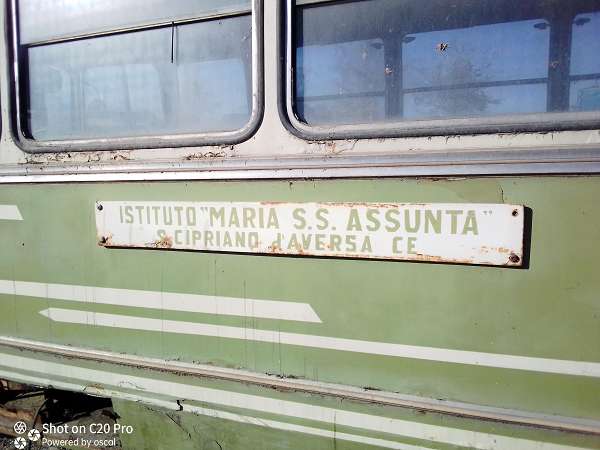 ISTITUTO "MARIA S.S. ASSUNTA"
S.CIPRIANO d'AVERSA CE
Shot on C20 Pro
Powered by oscal